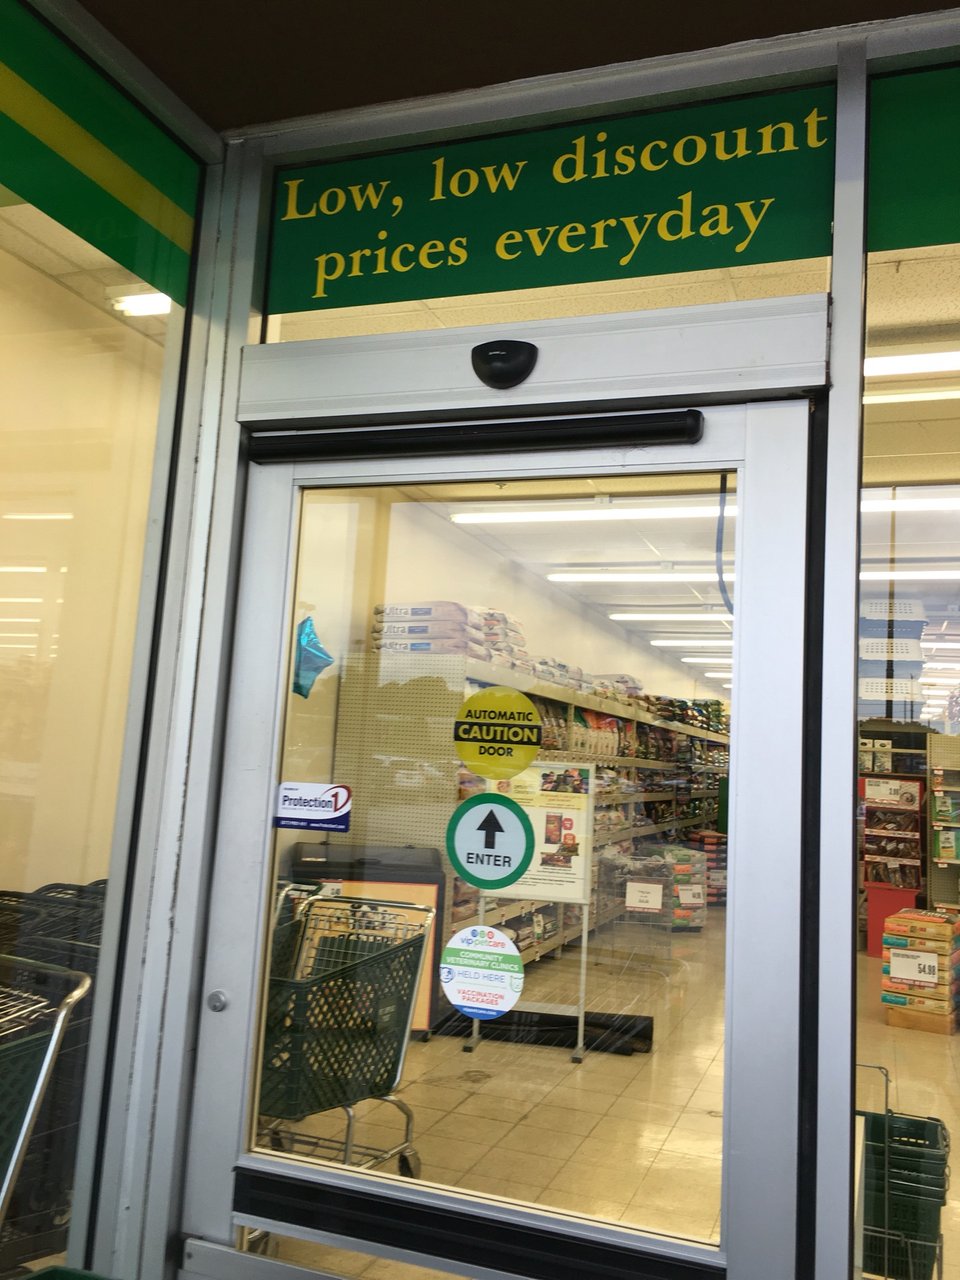 Low, low discount
prices everyday
Ultra
Ultra
Ultra
AUTOMATIC
CAUTION
DOOR
Protection1
ENTER
vippetcare
COMMUNITY
VETERINARY CLINICS
HELD HERE
VACCINATION
PACKAGES
54.98